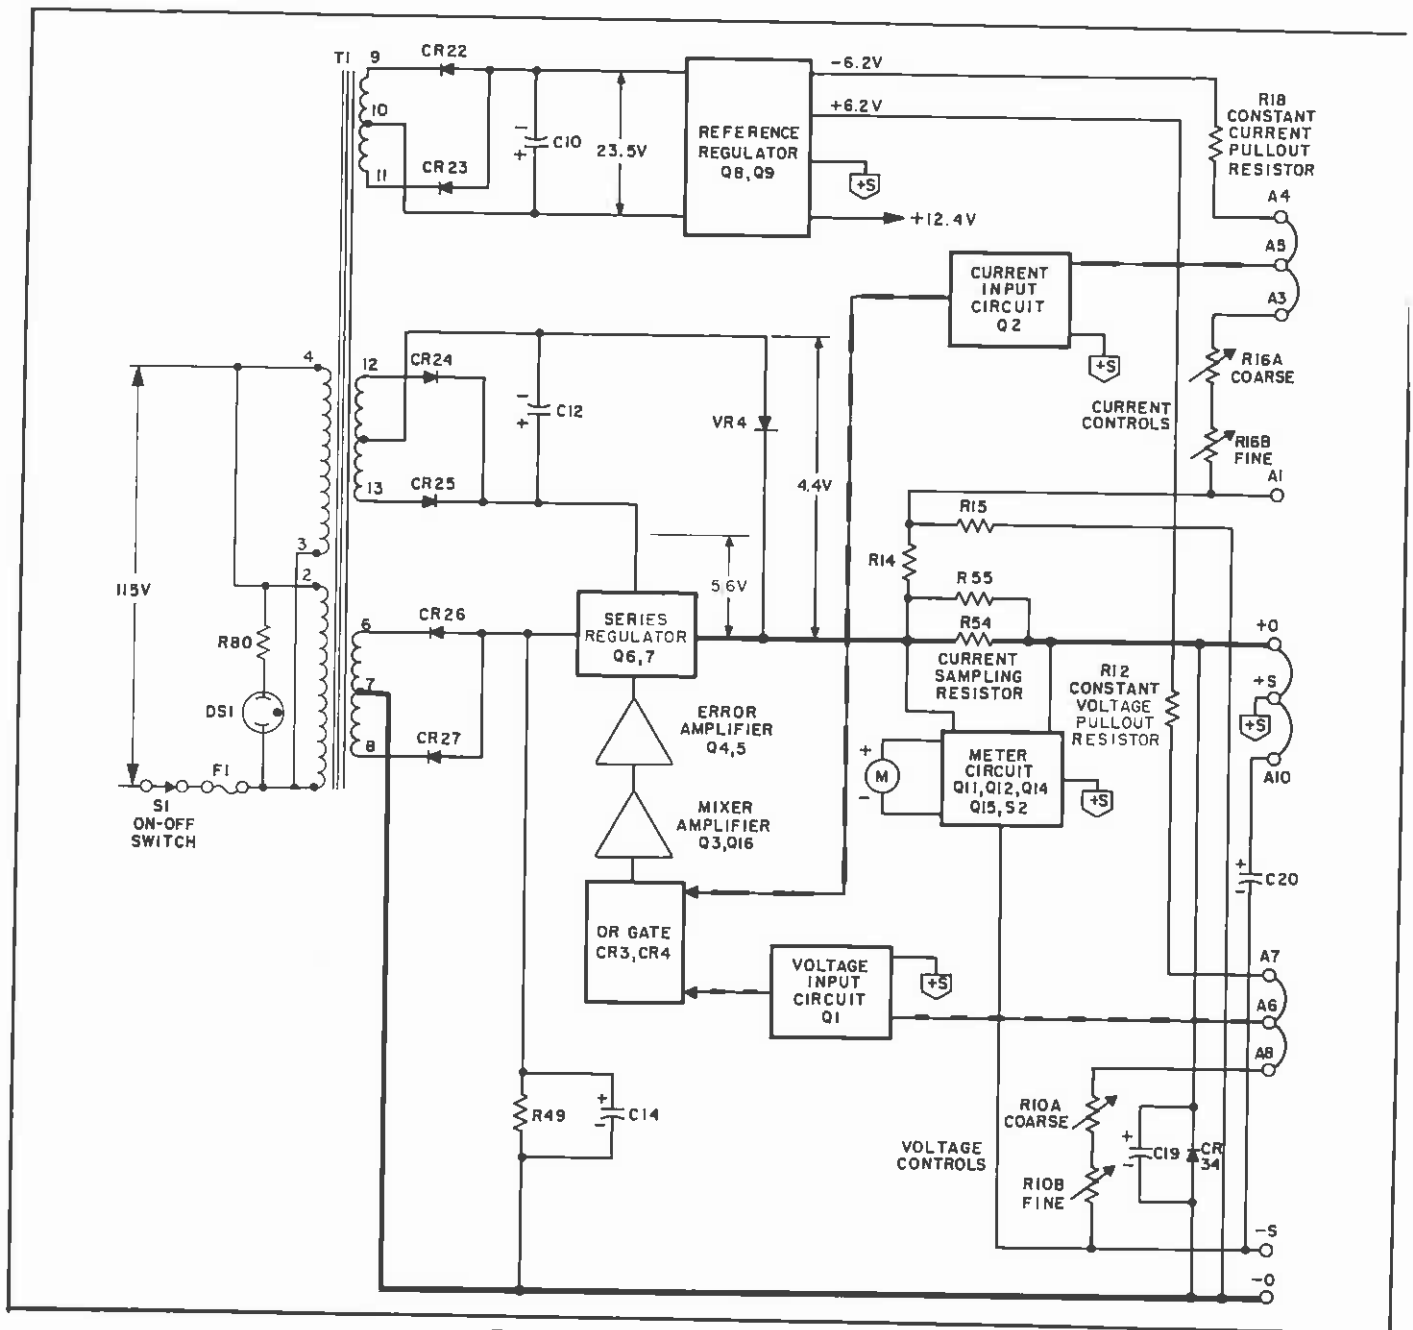 T1
9
CR22
10
11
CR23
-
+
C10
23.5V
REFERENCE
REGULATOR
Q8,Q9
-6.2V
+6.2V
+S
+12.4V
R18
CONSTANT
CURRENT
PULLOUT
RESISTOR
A4
A5
A3
CURRENT
INPUT
CIRCUIT
Q2
+S
R16A
COARSE
CURRENT
CONTROLS
R16B
FINE
A1
4
3
2
115V
R80
DS1
F1
S1
ON-OFF
SWITCH
12
CR24
13
CR25
-
+
C12
VR4
4.4V
5.6V
R15
R14
R55
R54
CURRENT
SAMPLING
RESISTOR
6
CR26
7
8
CR27
SERIES
REGULATOR
Q6,7
ERROR
AMPLIFIER
Q4,5
MIXER
AMPLIFIER
Q3,Q16
OR GATE
CR3,CR4
R12
CONSTANT
VOLTAGE
PULLOUT
RESISTOR
+O
+S
+S
A10
+
M
-
METER
CIRCUIT
Q11,Q12,Q14
Q15,S2
+S
+
C20
-
VOLTAGE
INPUT
CIRCUIT
Q1
+S
A7
A6
A8
R49
+
C14
-
VOLTAGE
CONTROLS
R10A
COARSE
R10B
FINE
+
C19
-
CR
34
-S
-O